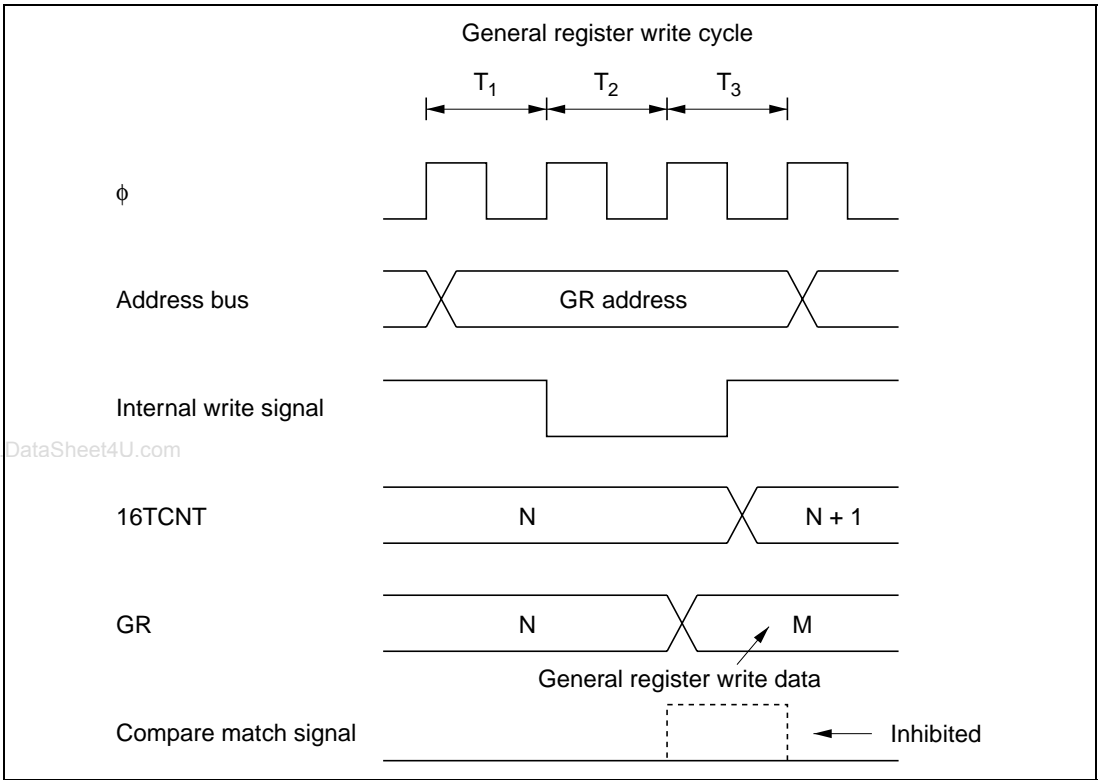 General register write cycle
T1 T2 T3
φ
Address bus GR address
Internal write signal
DataSheet4U.com
16TCNT N N + 1
GR N M
General register write data
Compare match signal Inhibited